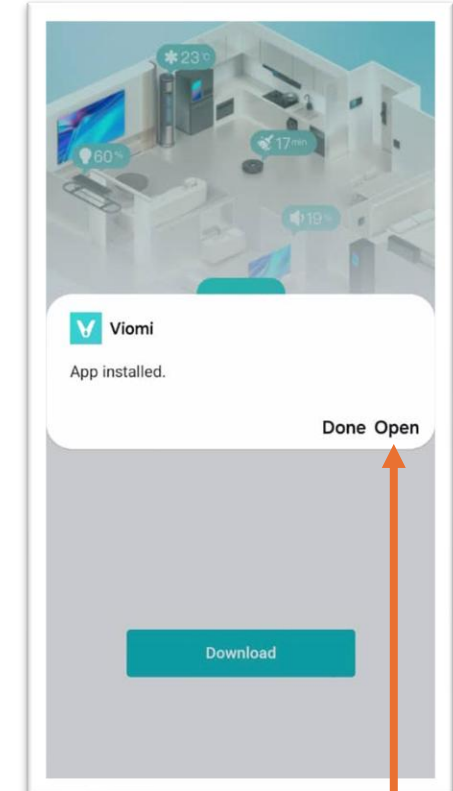 23°c
60%
17min
19%
Viomi
App installed.
Done Open
Download